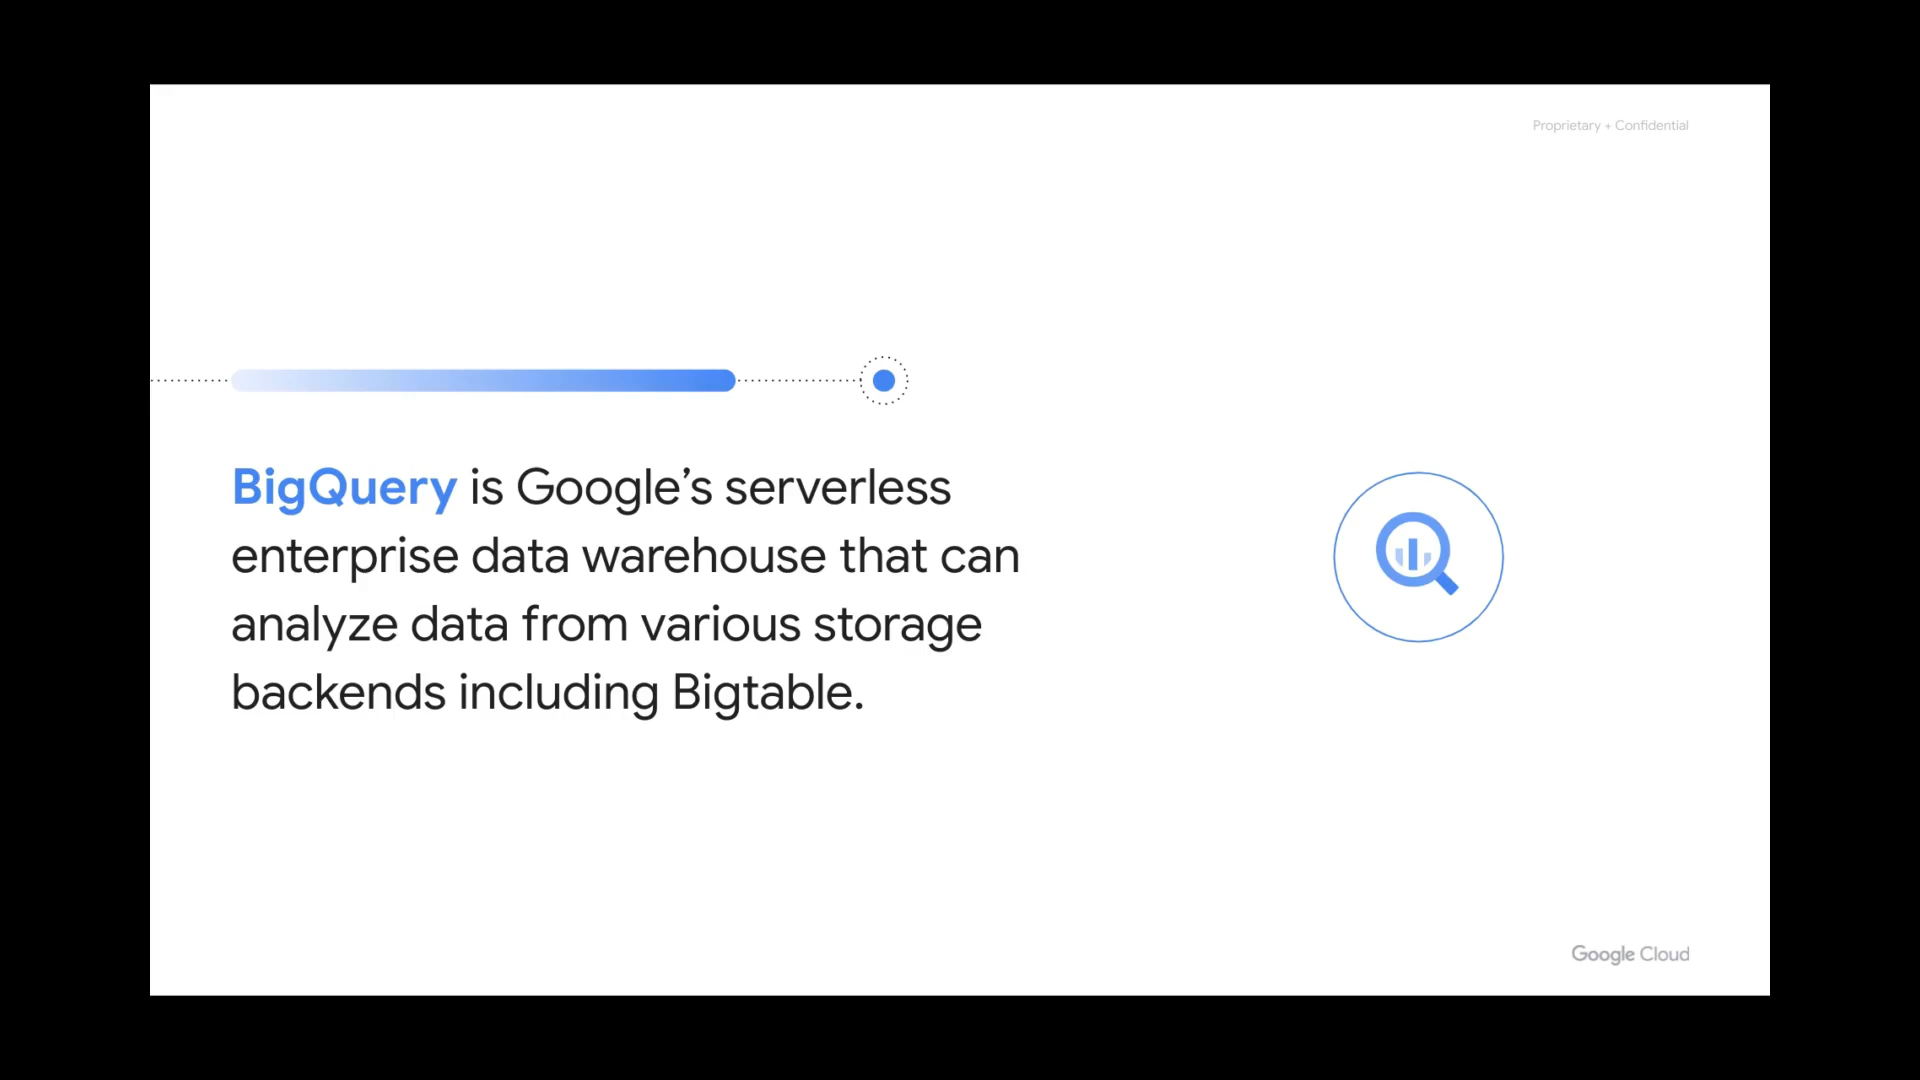 Proprietary + Confidential
BigQuery is Google’s serverless
enterprise data warehouse that can
analyze data from various storage
backends including Bigtable.
Google Cloud